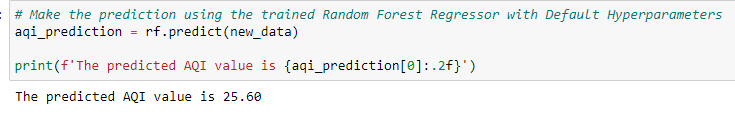 # Make the prediction using the trained Random Forest Regressor with Default Hyperparameters
aqi_prediction = rf.predict(new_data)
print(f'The predicted AQI value is {aqi_prediction[0]:.2f}')
The predicted AQI value is 25.60